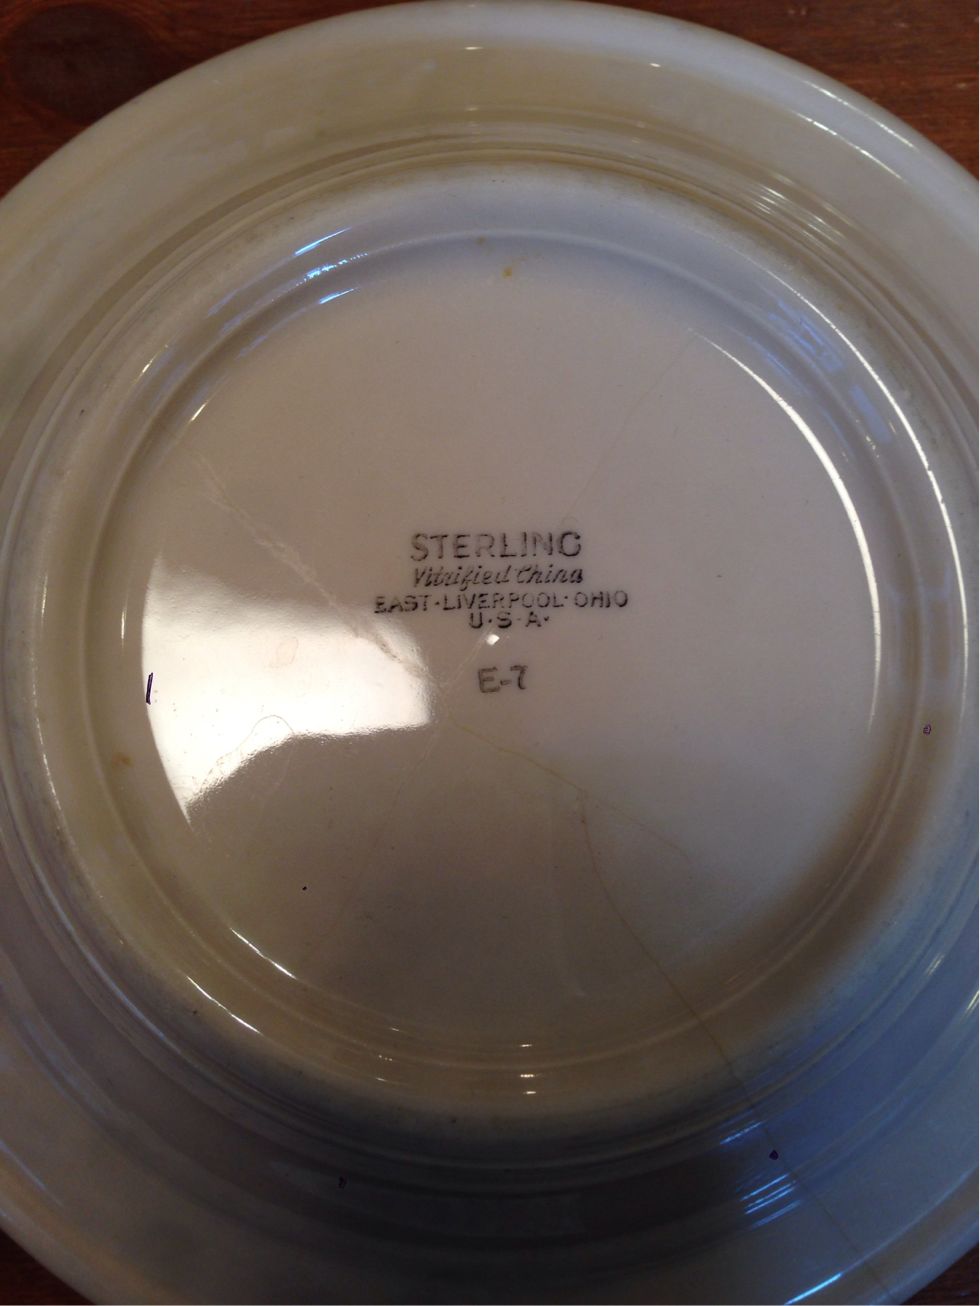 STERLING
Vitrified China
EAST·LIVERPOOL·OHIO
U·S·A·
E-7